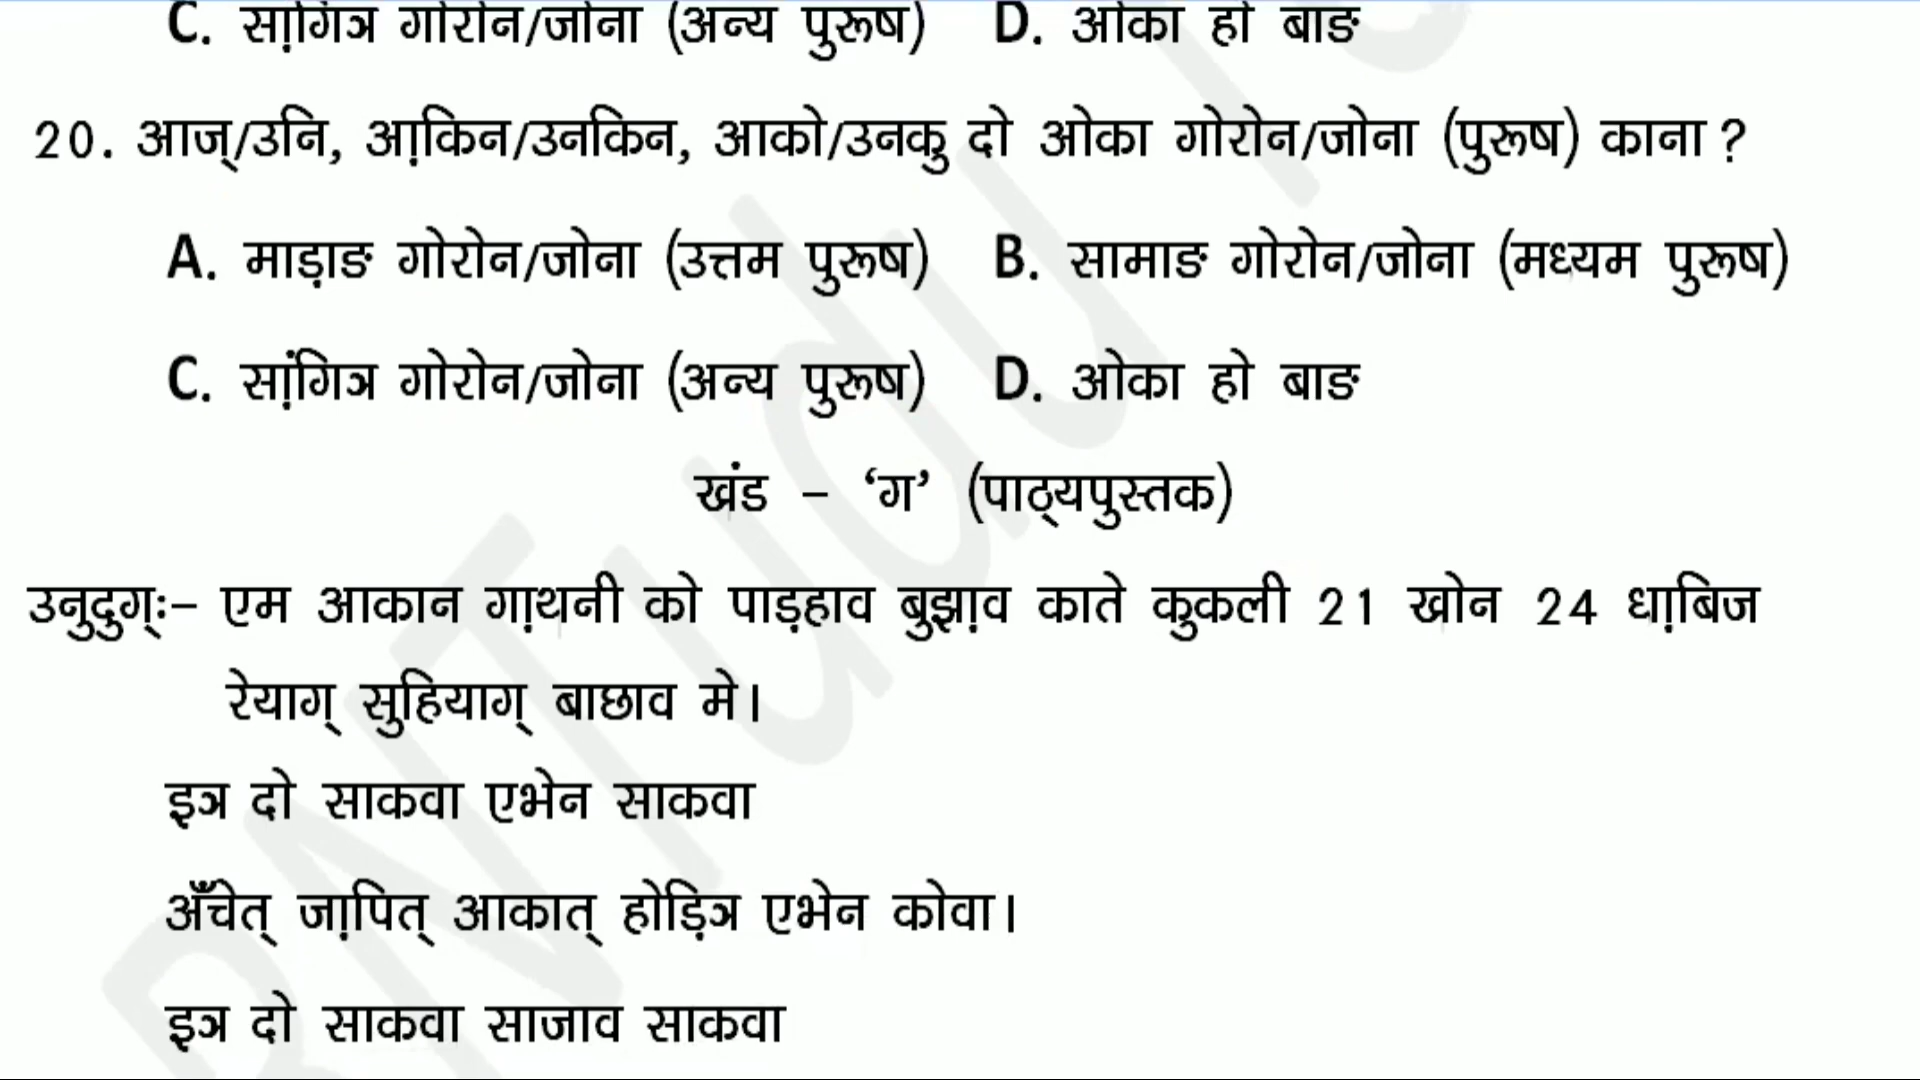 C. सा़ंगिञ गोरोन/जोना (अन्य पुरूष) D. ओका हो बाङ
20. आज्/उनि, आ़किन/उनकिन, आको/उनकु दो ओका गोरोन/जोना (पुरूष) काना ?
A. माड़ाङ गोरोन/जोना (उत्तम पुरूष) B. सामाङ गोरोन/जोना (मध्यम पुरूष)
C. सा़ंगिञ गोरोन/जोना (अन्य पुरूष) D. ओका हो बाङ
खंड – ‘ग’ (पाठ्यपुस्तक)
उनुदुग्ः– एम आकान गा़थनी को पाड़हाव बुझा़व काते कुकली 21 खोन 24 धा़बिज
रेयाग् सुहियाग् बाछाव मे।
इञ दो साकवा एभेन साकवा
अँचेत् जा़पित् आकात् होड़िञ एभेन कोवा।
इञ दो साकवा साजाव साकवा